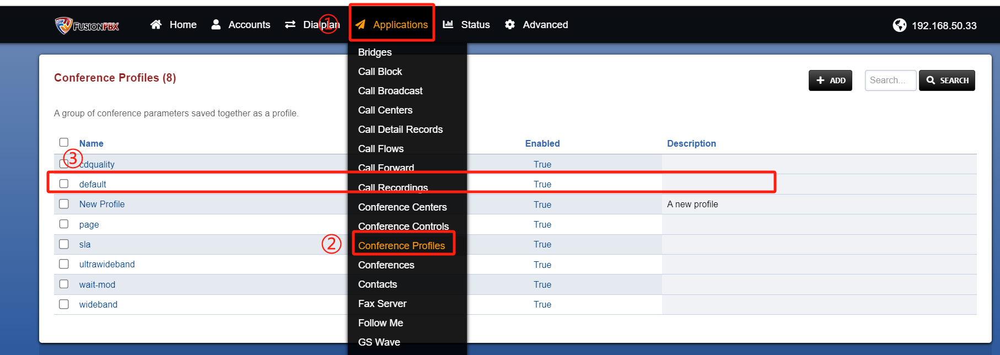 FUSIONPBX
Home
Accounts
Dialplan
①
Applications
Status
Advanced
192.168.50.33
Bridges
Call Block
Call Broadcast
Call Centers
Call Detail Records
Call Flows
Call Forward
Call Recordings
Conference Centers
Conference Controls
②
Conference Profiles
Conferences
Contacts
Fax Server
Follow Me
GS Wave
Conference Profiles (8)
ADD
Search...
SEARCH
A group of conference parameters saved together as a profile.
Name Enabled Description
③
cdquality True
default True
New Profile True A new profile
page True
sla True
ultrawideband True
wait-mod True
wideband True